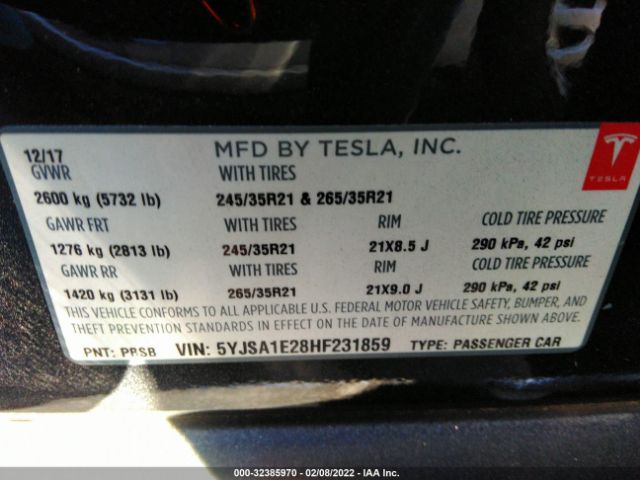 12/17 MFD BY TESLA, INC.
GVWR WITH TIRES
TESLA
2600 kg (5732 lb) 245/35R21 & 265/35R21
GAWR FRT WITH TIRES RIM COLD TIRE PRESSURE
1276 kg (2813 lb) 245/35R21 21X8.5 J 290 kPa, 42 psi
GAWR RR WITH TIRES RIM COLD TIRE PRESSURE
1420 kg (3131 lb) 265/35R21 21X9.0 J 290 kPa, 42 psi
THIS VEHICLE CONFORMS TO ALL APPLICABLE U.S. FEDERAL MOTOR VEHICLE SAFETY, BUMPER, AND
THEFT PREVENTION STANDARDS IN EFFECT ON THE DATE OF MANUFACTURE SHOWN ABOVE.
PNT: PBSB VIN: 5YJSA1E28HF231859 TYPE: PASSENGER CAR
000-32385970 - 02/08/2022 - IAA Inc.